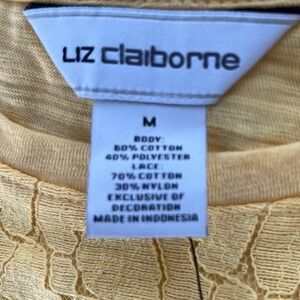 LIZ claiborne
M
BODY:
60% COTTON
40% POLYESTER
LACE:
70% COTTON
30% NYLON
EXCLUSIVE OF
DECORATION
MADE IN INDONESIA